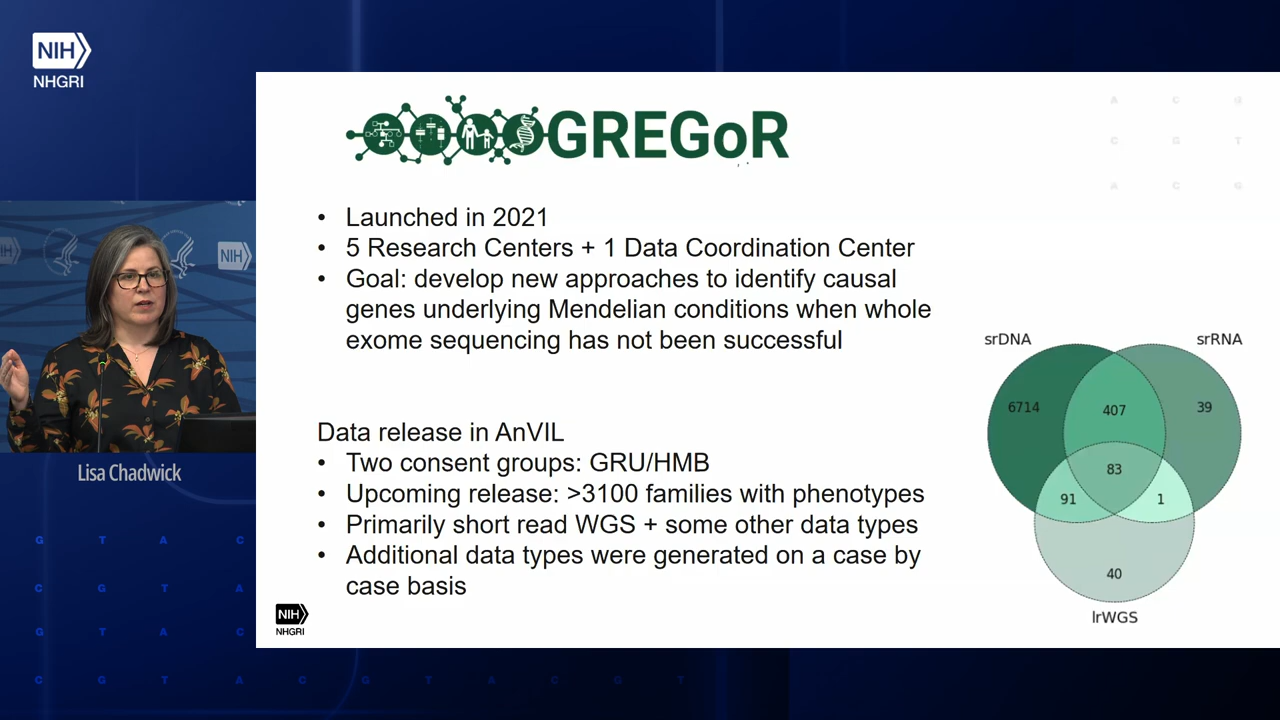 NIH
NHGRI
GREGoR
• Launched in 2021
• 5 Research Centers + 1 Data Coordination Center
• Goal: develop new approaches to identify causal
genes underlying Mendelian conditions when whole
exome sequencing has not been successful
Data release in AnVIL
• Two consent groups: GRU/HMB
• Upcoming release: >3100 families with phenotypes
• Primarily short read WGS + some other data types
• Additional data types were generated on a case by
case basis
srDNA
srRNA
6714
407
39
83
91
1
40
lrWGS
NIH
NHGRI
NIH
Lisa Chadwick
A C G
C G T
A C G
G T A C
C G T A
G T A C
C G T A C G T A C G T